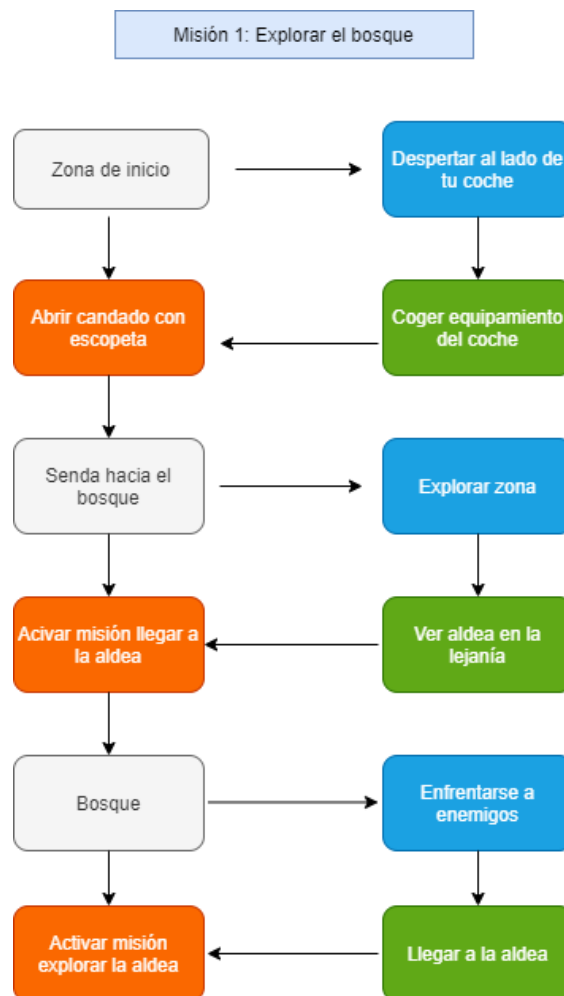 Misión 1: Explorar el bosque
Zona de inicio
Despertar al lado de
tu coche
Abrir candado con
escopeta
Coger equipamiento
del coche
Senda hacia el
bosque
Explorar zona
Acivar misión llegar a
la aldea
Ver aldea en la
lejanía
Bosque
Enfrentarse a
enemigos
Activar misión
explorar la aldea
Llegar a la aldea